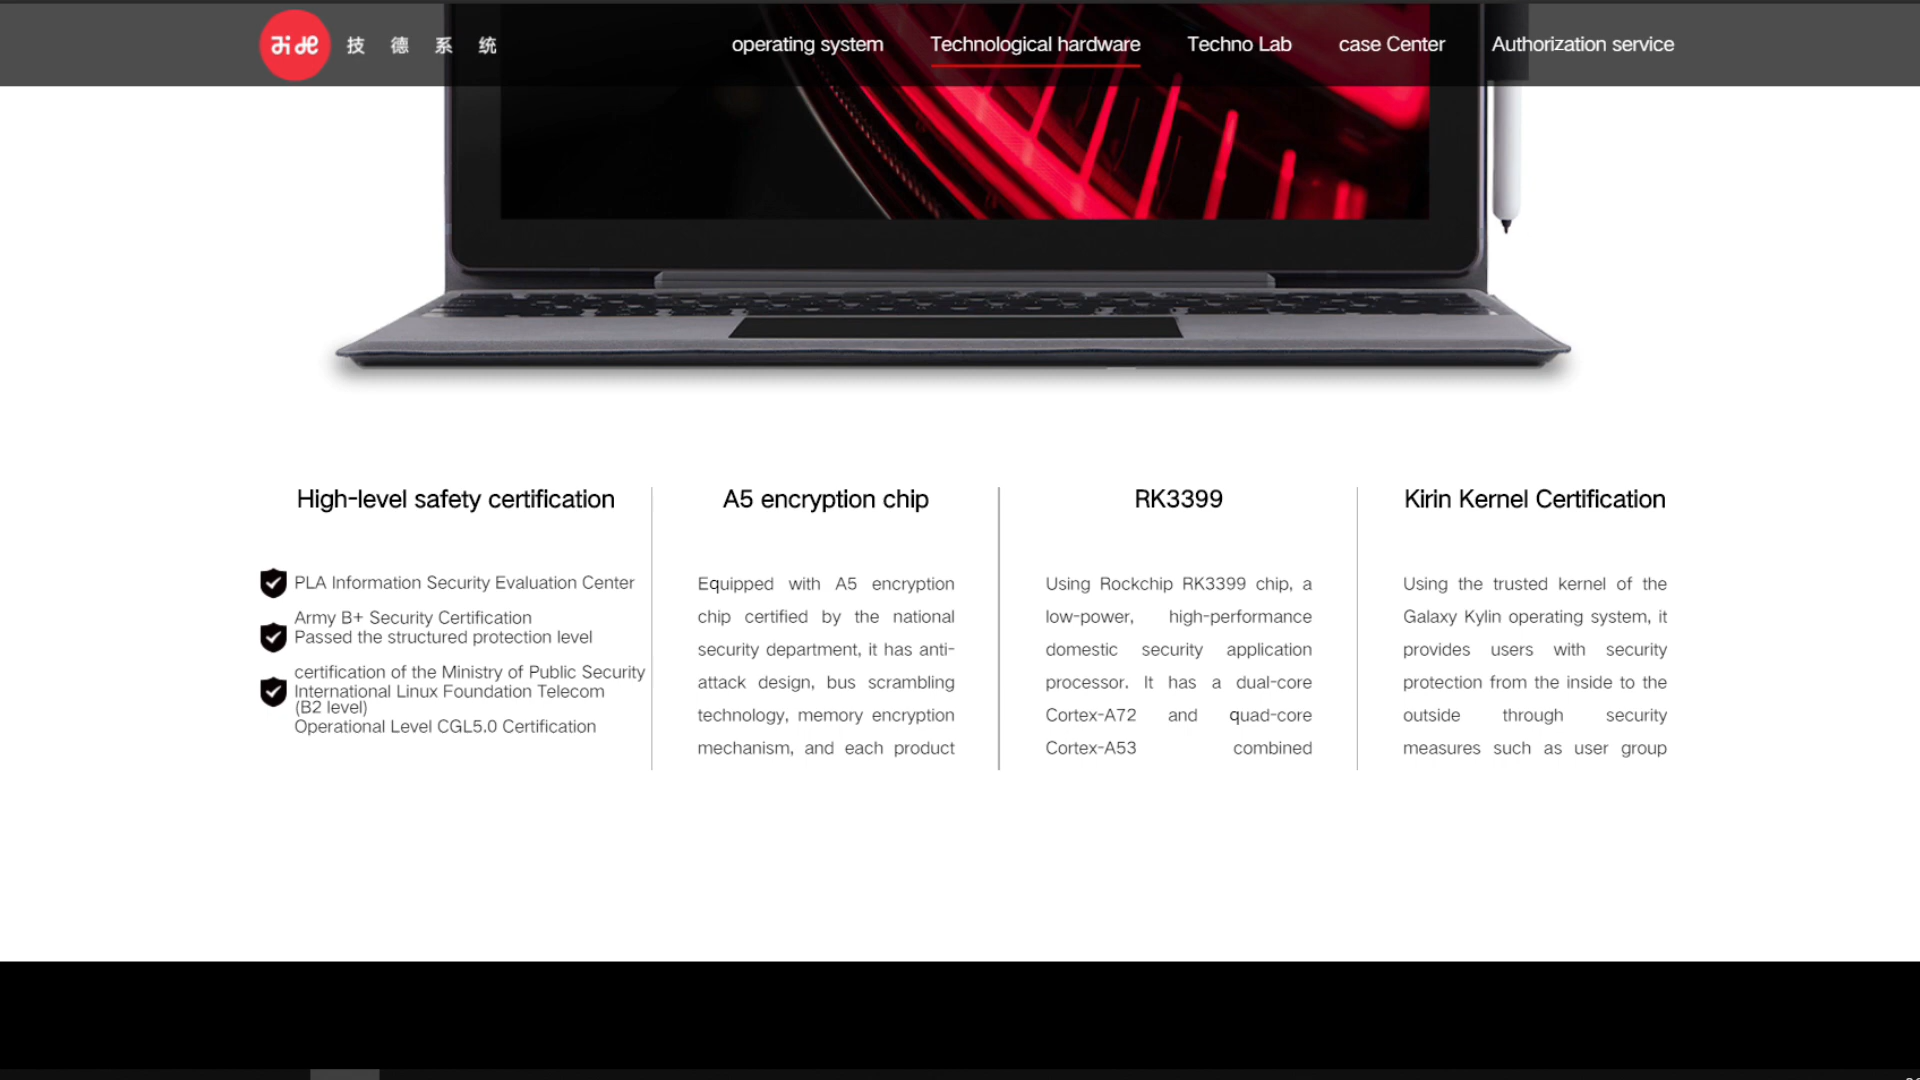 技德系统
operating system
Technological hardware
Techno Lab
case Center
Authorization service
High-level safety certification
PLA Information Security Evaluation Center
Army B+ Security Certification
Passed the structured protection level
certification of the Ministry of Public Security
International Linux Foundation Telecom
(B2 level)
Operational Level CGL5.0 Certification
A5 encryption chip
Equipped with A5 encryption
chip certified by the national
security department, it has anti-
attack design, bus scrambling
technology, memory encryption
mechanism, and each product
RK3399
Using Rockchip RK3399 chip, a
low-power, high-performance
domestic security application
processor. It has a dual-core
Cortex-A72 and quad-core
Cortex-A53 combined
Kirin Kernel Certification
Using the trusted kernel of the
Galaxy Kylin operating system, it
provides users with security
protection from the inside to the
outside through security
measures such as user group